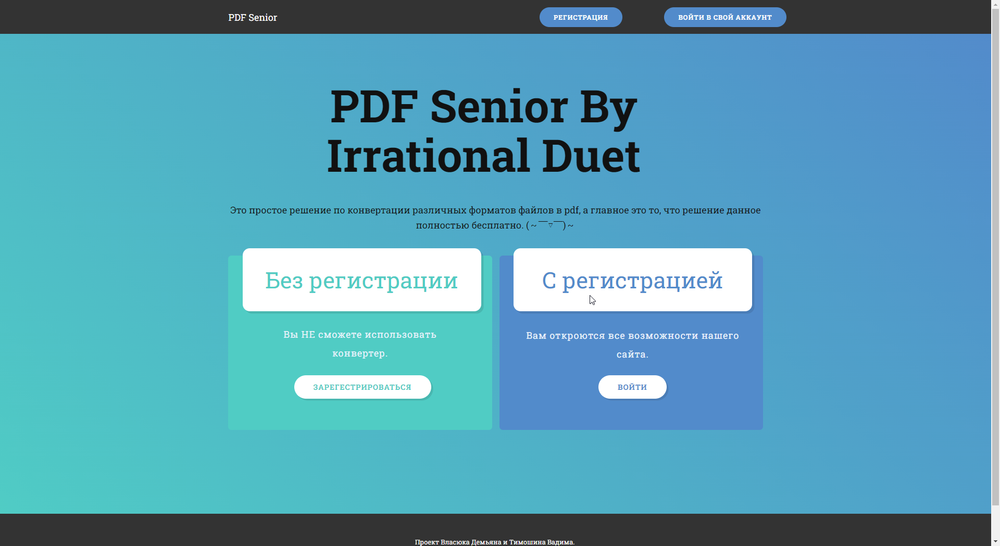 PDF Senior
РЕГИСТРАЦИЯ
ВОЙТИ В СВОЙ АККАУНТ
PDF Senior By
Irrational Duet
Это простое решение по конвертации различных форматов файлов в pdf, а главное это то, что решение данное
полностью бесплатно. (～￣▽￣)～
Без регистрации
Вы НЕ сможете использовать
конвертер.
ЗАРЕГЕСТРИРОВАТЬСЯ
С регистрацией
Вам откроются все возможности нашего
сайта.
ВОЙТИ
Проект Власюка Демьяна и Тимошина Вадима.